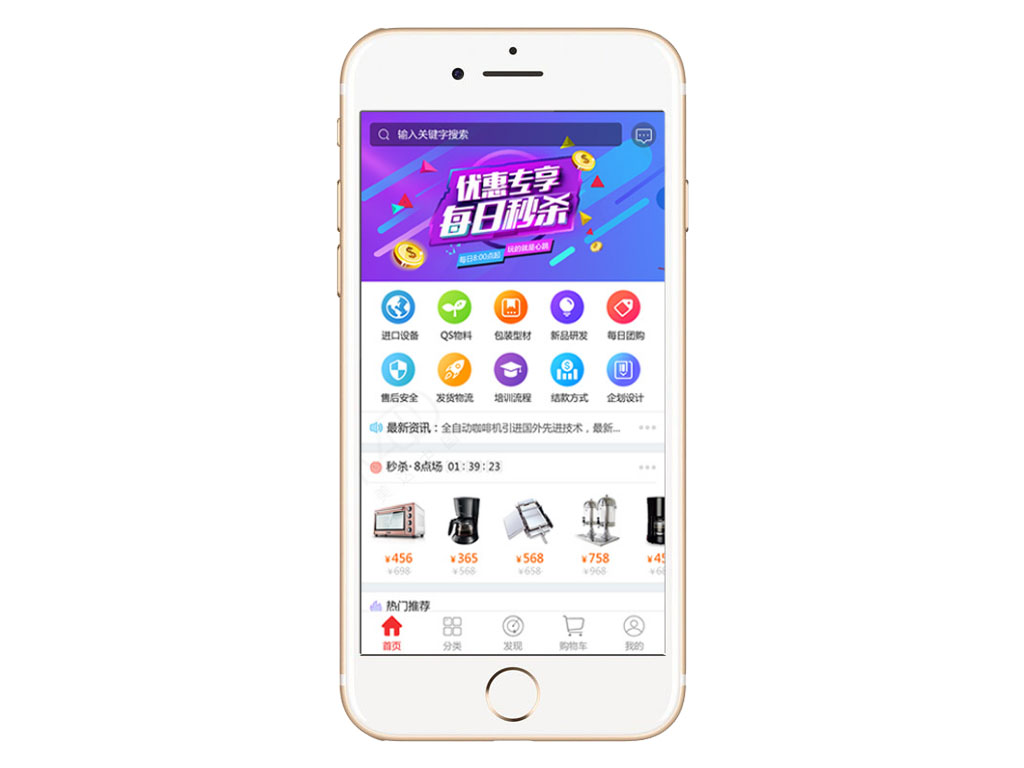 输入关键字搜索
优惠专享
每日秒杀
每日8:00点起
玩的就是心跳
进口设备 QS物料 包装型材 新品研发 每日团购
售后安全 发货物流 培训流程 结款方式 企划设计
最新资讯：全自动咖啡机引进国外先进技术，最新...
秒杀·8点场 01:39:23
¥456 ¥365 ¥568 ¥758
¥698 ¥568 ¥658 ¥968
热门推荐
首页 分类 发现 购物车 我的